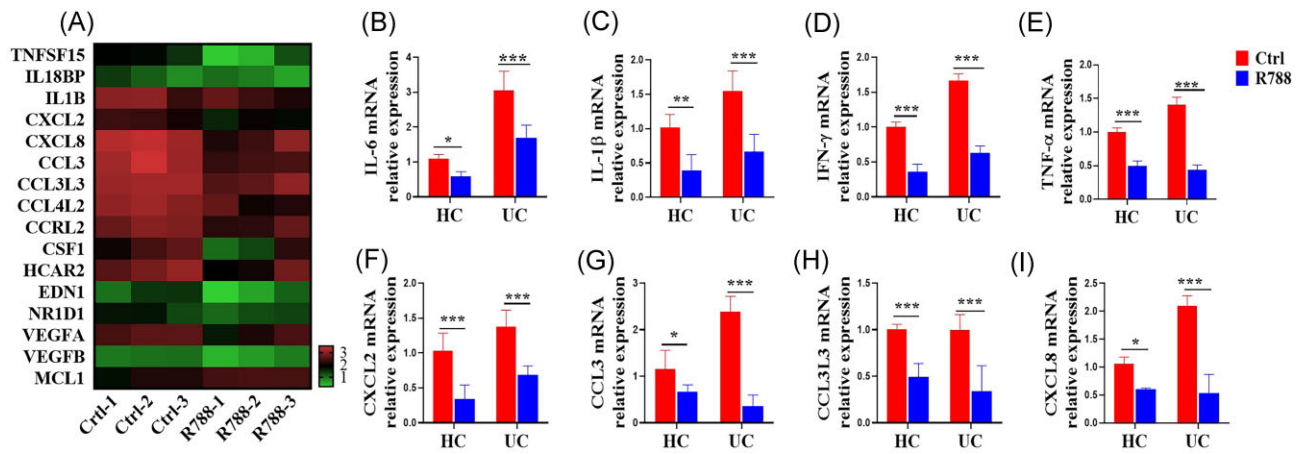 (A)
TNFSF15
IL18BP
IL1B
CXCL2
CXCL8
CCL3
CCL3L3
CCL4L2
CCRL2
CSF1
HCAR2
EDN1
NR1D1
VEGFA
VEGFB
MCL1
Crtl-1
Ctrl-2
Ctrl-3
R788-1
R788-2
R788-3
3
2
1
(B)
IL-6 mRNA
relative expression
4
3
2
1
0
*
***
HC
UC
(C)
IL-1β mRNA
relative expression
2.0
1.5
1.0
0.5
0.0
**
***
HC
UC
(D)
IFN-γ mRNA
relative expression
2.0
1.5
1.0
0.5
0.0
***
***
HC
UC
(E)
TNF-α mRNA
relative expression
2.0
1.5
1.0
0.5
0.0
***
***
HC
UC
Ctrl
R788
(F)
CXCL2 mRNA
relative expression
2.0
1.5
1.0
0.5
0.0
***
***
HC
UC
(G)
CCL3 mRNA
relative expression
3
2
1
0
*
***
HC
UC
(H)
CCL3L3 mRNA
relative expression
1.5
1.0
0.5
0.0
***
***
HC
UC
(I)
CXCL8 mRNA
relative expression
2.5
2.0
1.5
1.0
0.5
0.0
*
***
HC
UC